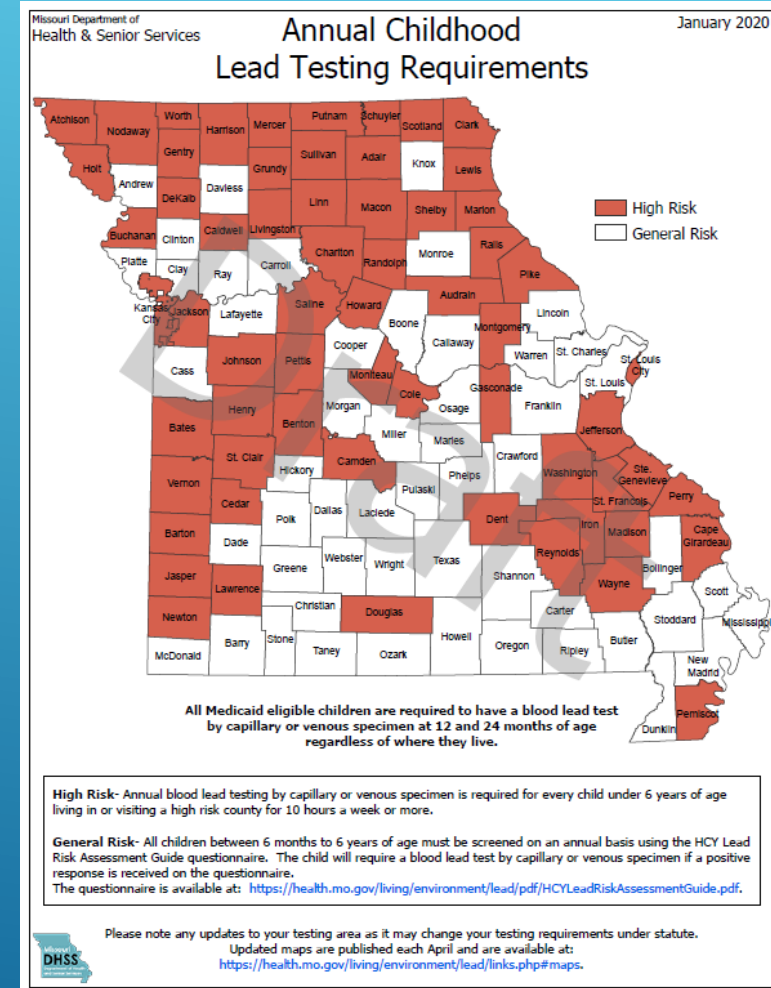 Missouri Department of
Health & Senior Services
Annual Childhood
Lead Testing Requirements
January 2020
Atchison
Nodaway
Worth
Harrison
Mercer
Putnam
Schuyler
Scotland
Clark
Holt
Gentry
Sullivan
Adair
Knox
Lewis
Andrew
DeKalb
Daviess
Grundy
Linn
Macon
Shelby
Marion
High Risk
General Risk
Buchanan
Clinton
Caldwell
Livingston
Chariton
Randolph
Monroe
Ralls
Pike
Platte
Clay
Ray
Carroll
Kansas
City
Jackson
Lafayette
Saline
Howard
Boone
Audrain
Callaway
Montgomery
Lincoln
Warren
St. Charles
St. Louis
City
St. Louis
Cass
Johnson
Pettis
Cooper
Moniteau
Cole
Osage
Gasconade
Franklin
Jefferson
Bates
Henry
Benton
Morgan
Miller
Maries
Crawford
Washington
Ste.
Genevieve
St. Francois
Perry
Vernon
St. Clair
Hickory
Camden
Pulaski
Phelps
Dent
Iron
Madison
Cape
Girardeau
Cedar
Polk
Dallas
Laclede
Barton
Dade
Greene
Webster
Wright
Texas
Shannon
Reynolds
Wayne
Bollinger
Scott
Mississippi
Jasper
Lawrence
Christian
Douglas
Carter
Stoddard
Newton
McDonald
Barry
Stone
Taney
Ozark
Howell
Oregon
Ripley
Butler
New
Madrid
Dunklin
Pemiscot
Draft
All Medicaid eligible children are required to have a blood lead test
by capillary or venous specimen at 12 and 24 months of age
regardless of where they live.
High Risk- Annual blood lead testing by capillary or venous specimen is required for every child under 6 years of age
living in or visiting a high risk county for 10 hours a week or more.
General Risk- All children between 6 months to 6 years of age must be screened on an annual basis using the HCY Lead
Risk Assessment Guide questionnaire. The child will require a blood lead test by capillary or venous specimen if a positive
response is received on the questionnaire.
The questionnaire is available at: https://health.mo.gov/living/environment/lead/pdf/HCYLeadRiskAssessmentGuide.pdf.
Please note any updates to your testing area as it may change your testing requirements under statute.
Updated maps are published each April and are available at:
https://health.mo.gov/living/environment/lead/links.php#maps.
Missouri
DHSS